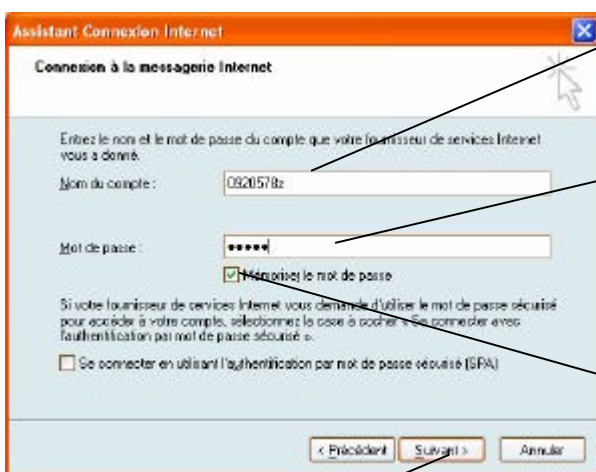 Assistant Connexion Internet
Connexion à la messagerie Internet
Entrez le nom et le mot de passe du compte que votre fournisseur de services Internet
vous a donné.
Nom du compte :
0920578z
Mot de passe :
•••••
Mémoriser le mot de passe
Si votre fournisseur de services Internet vous demande d'utiliser le mot de passe sécurisé
pour accéder à votre compte, sélectionnez la case à cocher « Se connecter avec
l'authentification par mot de passe sécurisé ».
Se connecter en utilisant l'authentification par mot de passe sécurisé (SPA)
< Précédent
Suivant >
Annuler